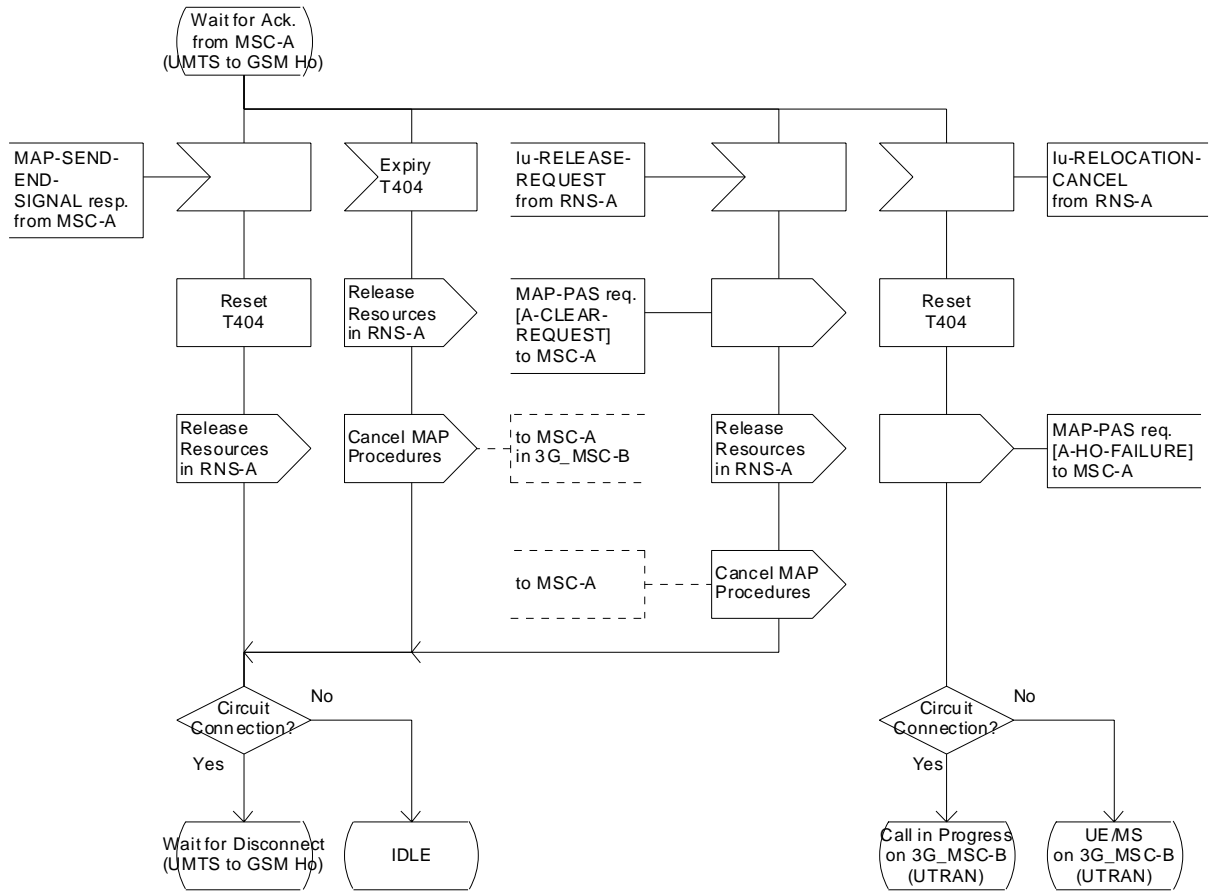 Wait for Ack.
from MSC-A
(UMTS to GSM Ho)
MAP-SEND-
END-
SIGNAL resp.
from MSC-A
Expiry
T404
Iu-RELEASE-
REQUEST
from RNS-A
Iu-RELOCATION-
CANCEL
from RNS-A
Reset
T404
Release
Resources
in RNS-A
MAP-PAS req.
[A-CLEAR-
REQUEST]
to MSC-A
Reset
T404
Release
Resources
in RNS-A
Cancel MAP
Procedures
to MSC-A
in 3G_MSC-B
Release
Resources
in RNS-A
MAP-PAS req.
[A-HO-FAILURE]
to MSC-A
to MSC-A
Cancel MAP
Procedures
Circuit
Connection?
No
Yes
Circuit
Connection?
No
Yes
Wait for Disconnect
(UMTS to GSM Ho)
IDLE
Call in Progress
on 3G_MSC-B
(UTRAN)
UE/MS
on 3G_MSC-B
(UTRAN)